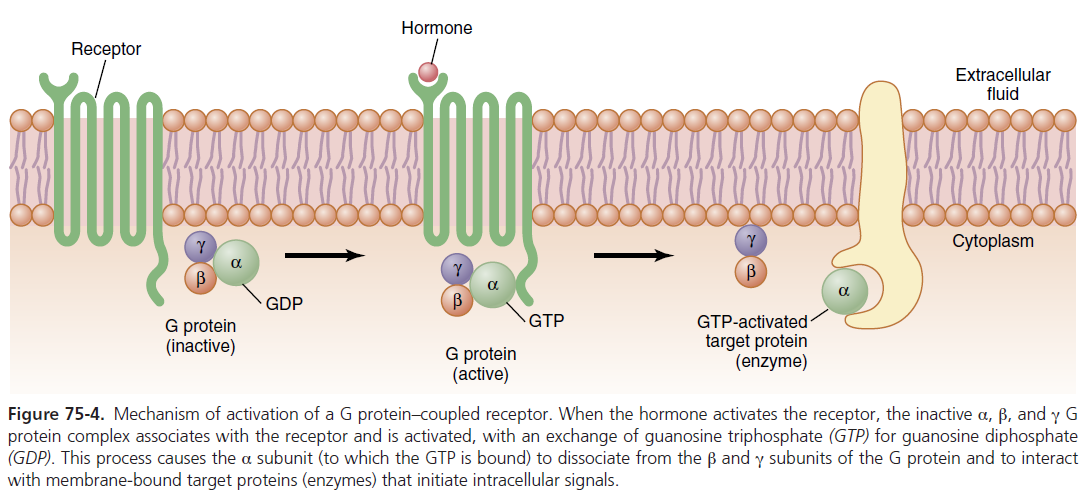 Hormone
Receptor
Extracellular
fluid
Cytoplasm
γ
α
β
GDP
G protein
(inactive)
γ
α
β
GTP
G protein
(active)
γ
β
α
GTP-activated
target protein
(enzyme)
Figure 75-4. Mechanism of activation of a G protein–coupled receptor. When the hormone activates the receptor, the inactive α, β, and γ G
protein complex associates with the receptor and is activated, with an exchange of guanosine triphosphate (GTP) for guanosine diphosphate
(GDP). This process causes the α subunit (to which the GTP is bound) to dissociate from the β and γ subunits of the G protein and to interact
with membrane-bound target proteins (enzymes) that initiate intracellular signals.